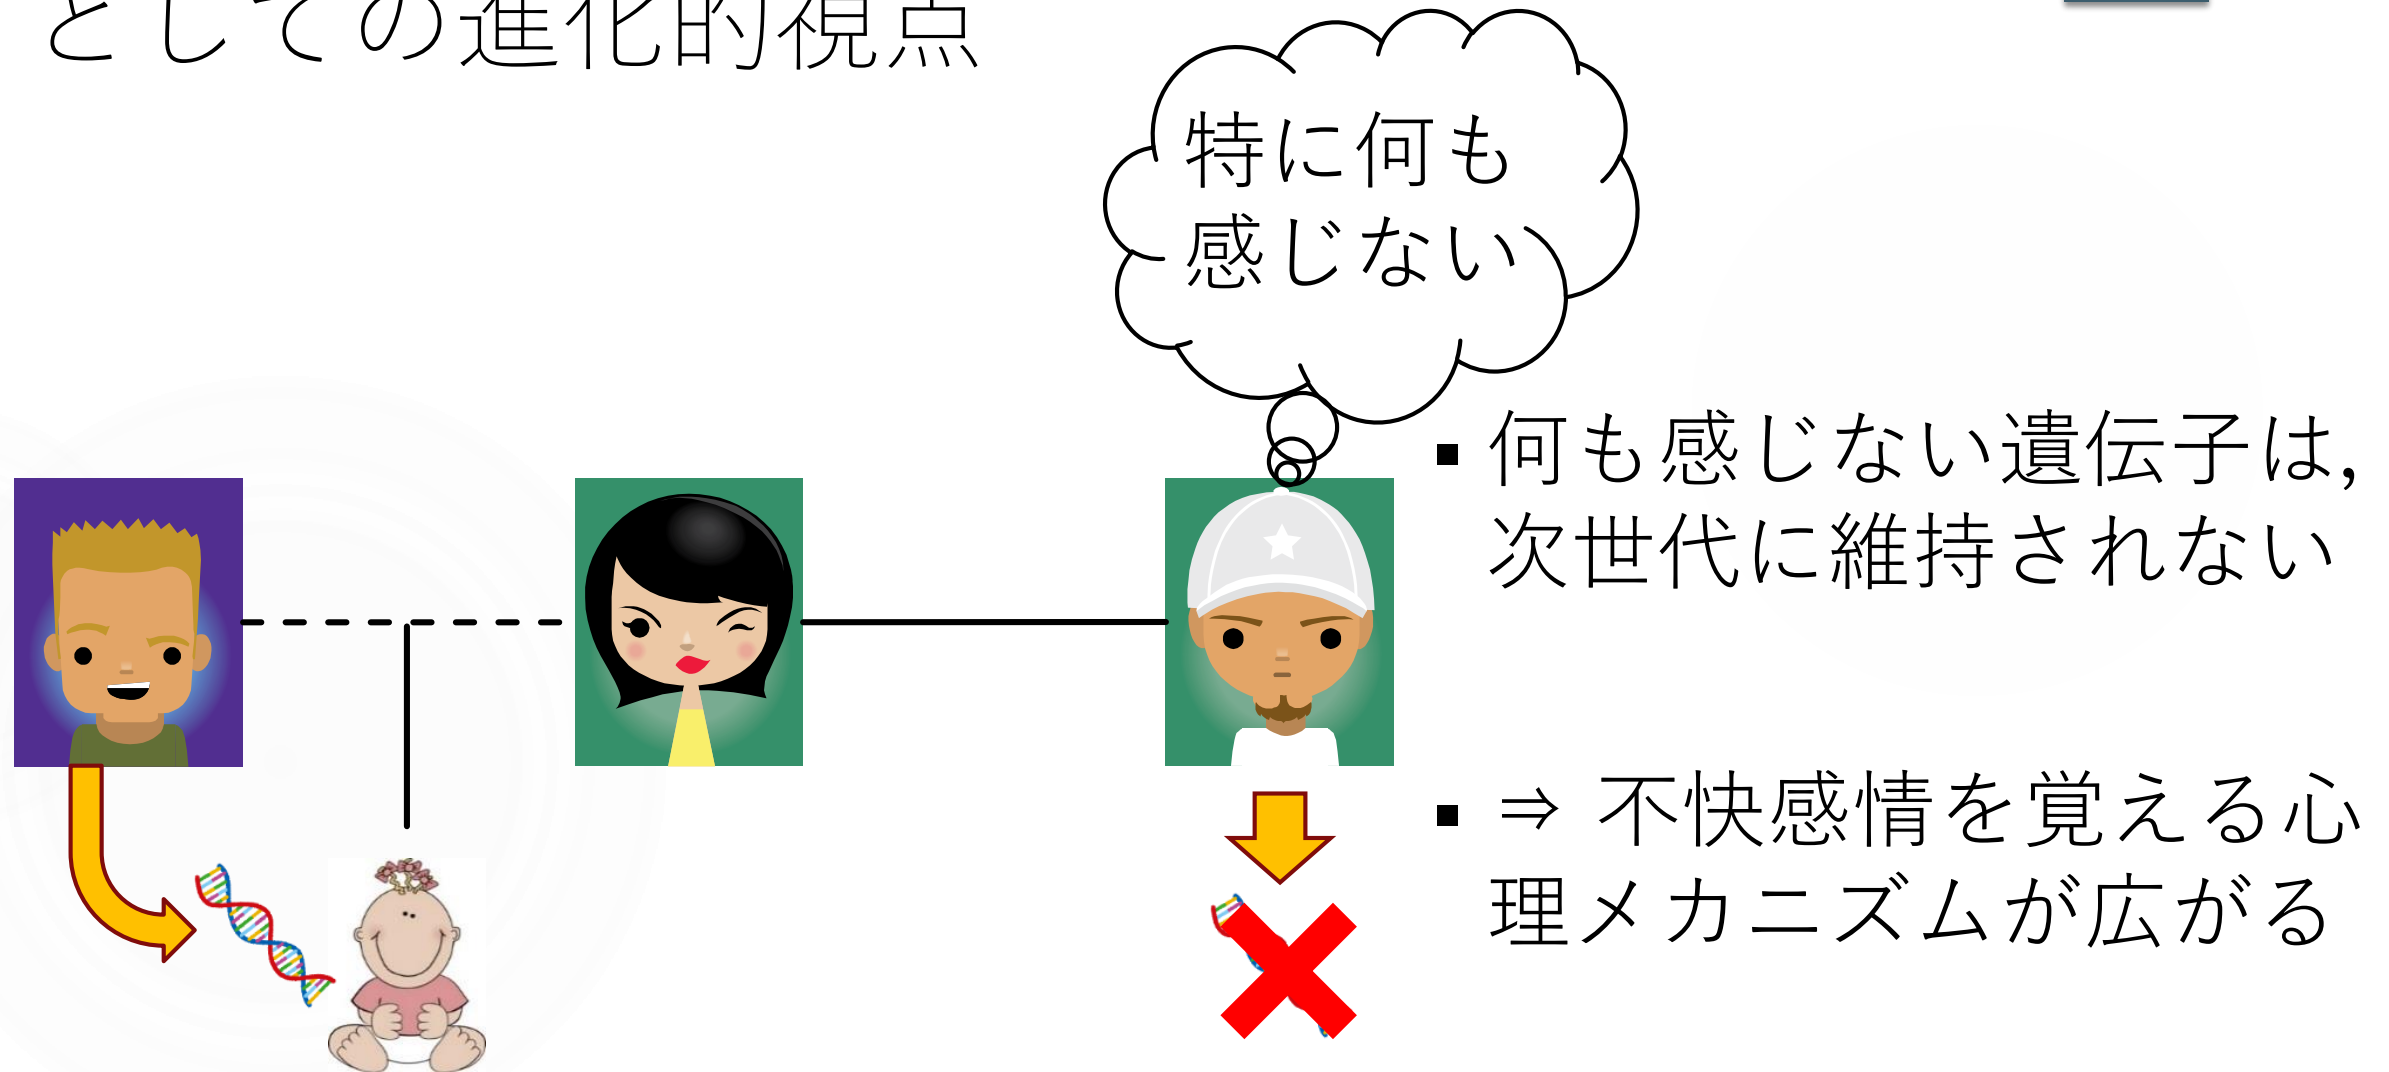 としての進化的視点
特に何も
感じない
▪ 何も感じない遺伝子は,
次世代に維持されない
▪ ⇒ 不快感情を覚える心
理メカニズムが広がる